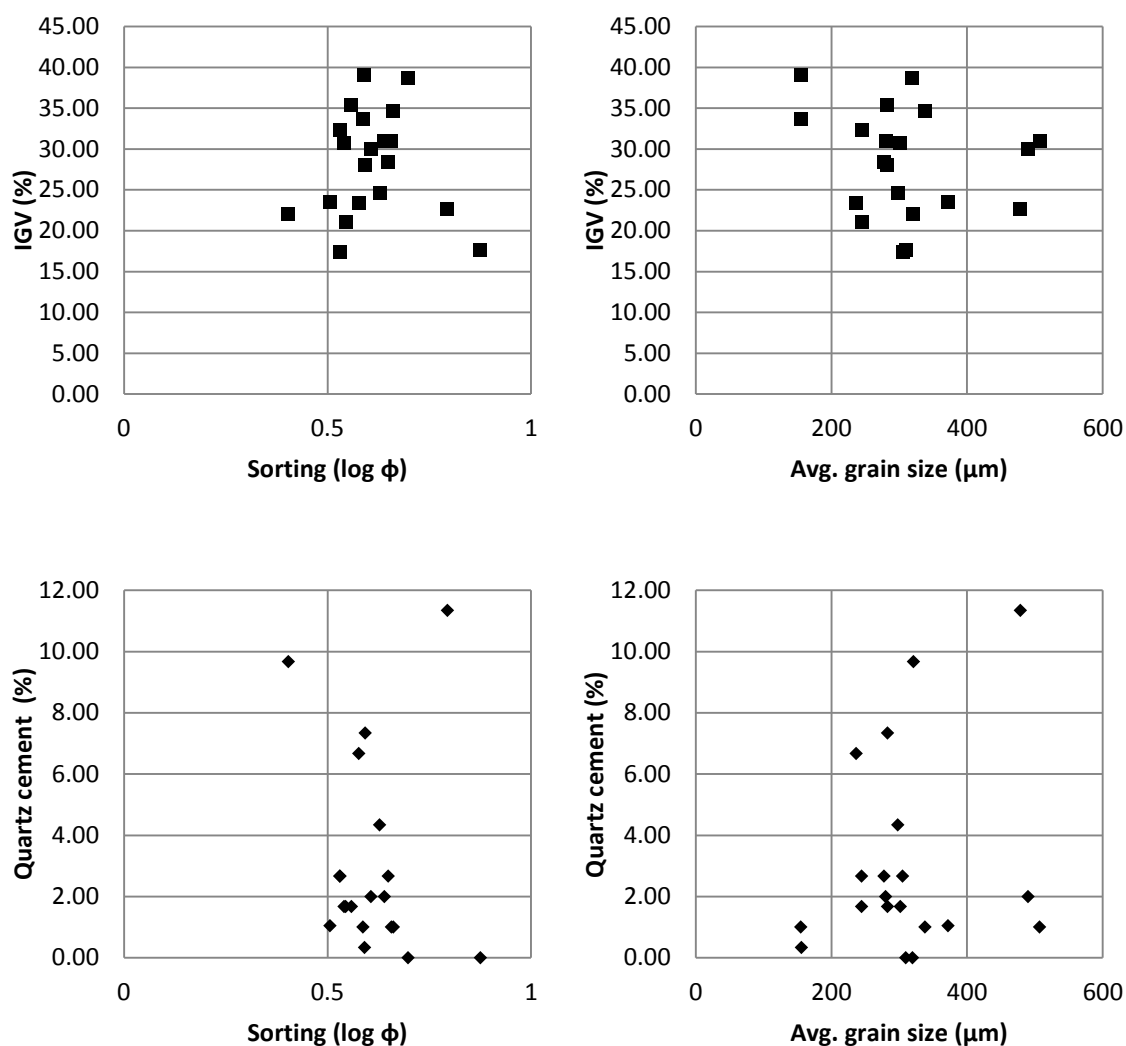 45.00
40.00
35.00
30.00
25.00
20.00
15.00
10.00
5.00
0.00
IGV (%)
0 0.5 1
Sorting (log ϕ)
45.00
40.00
35.00
30.00
25.00
20.00
15.00
10.00
5.00
0.00
IGV (%)
0 200 400 600
Avg. grain size (µm)
12.00
10.00
8.00
6.00
4.00
2.00
0.00
Quartz cement (%)
0 0.5 1
Sorting (log ϕ)
12.00
10.00
8.00
6.00
4.00
2.00
0.00
Quartz cement (%)
0 200 400 600
Avg. grain size (µm)